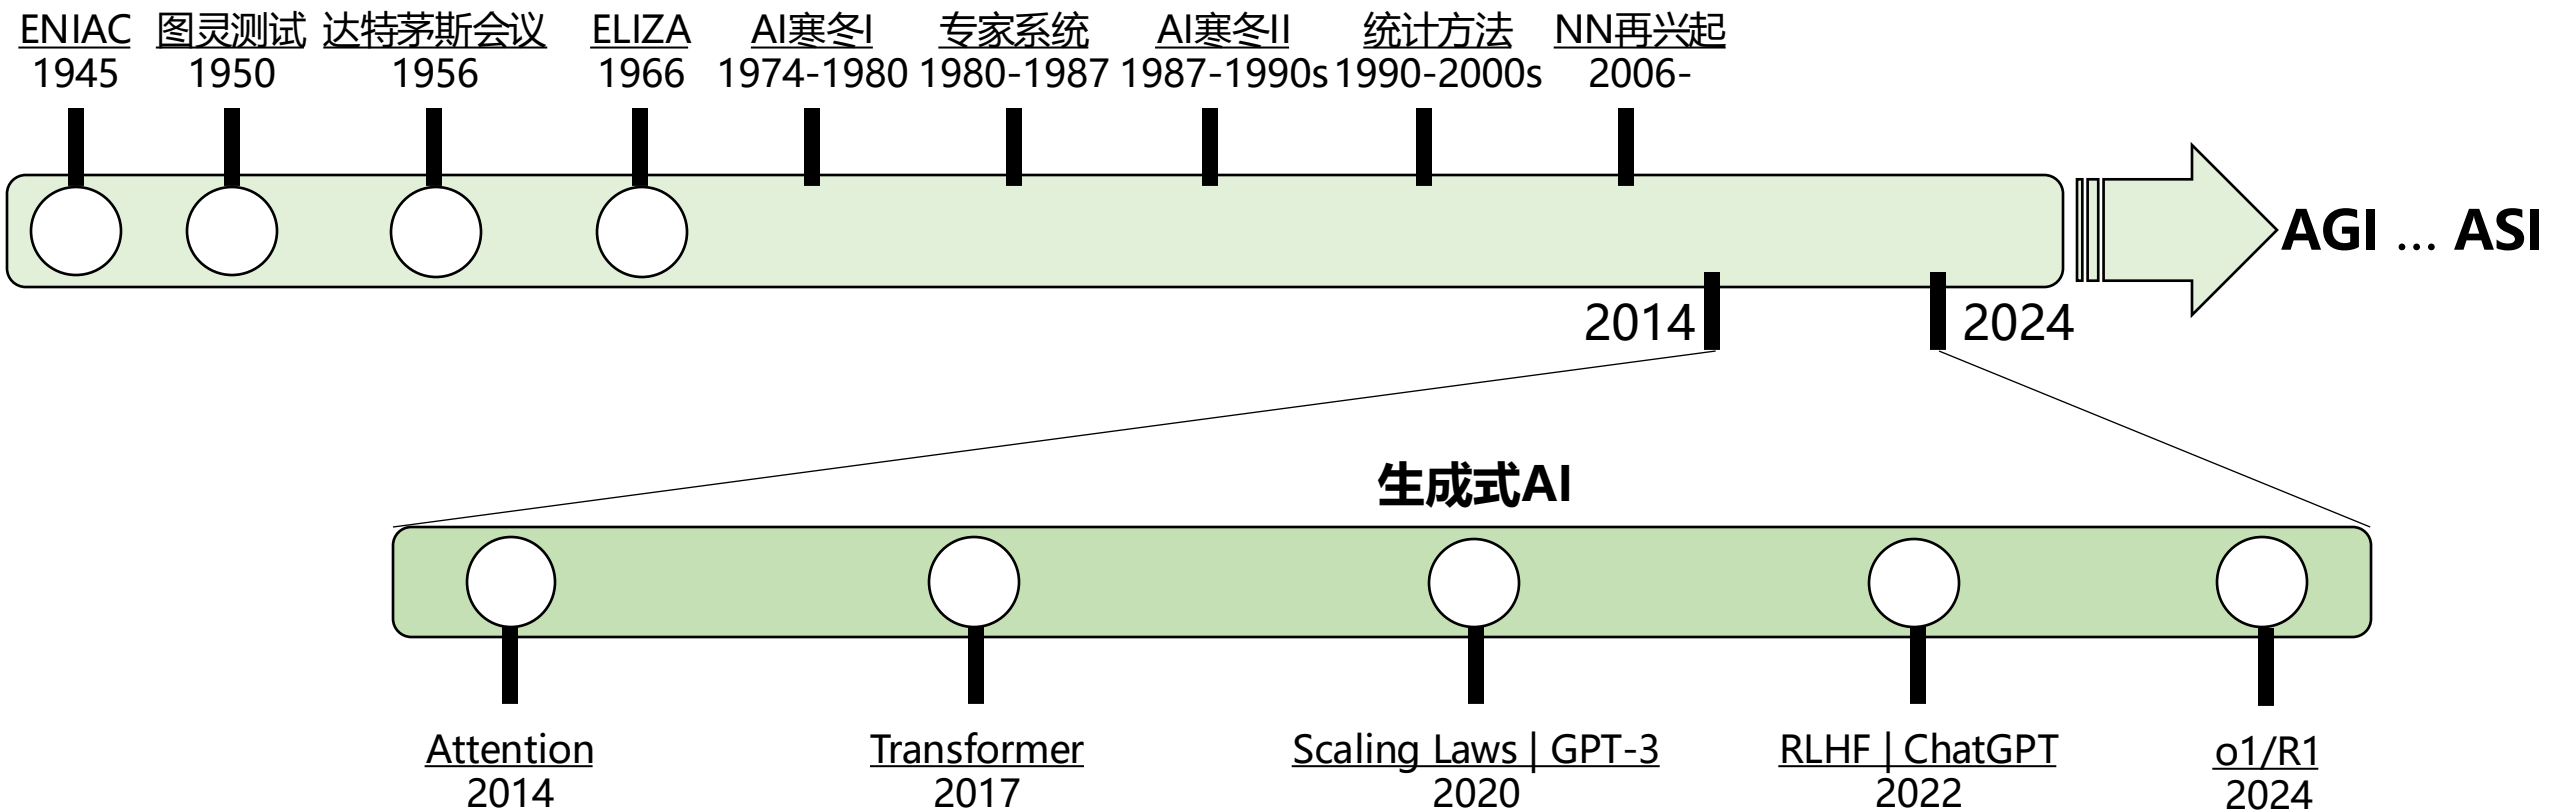 ENIAC 图灵测试 达特茅斯会议 ELIZA AI寒冬I 专家系统 AI寒冬II 统计方法 NN再兴起
1945 1950 1956 1966 1974-1980 1980-1987 1987-1990s 1990-2000s 2006-
AGI ... ASI
2014 2024
生成式AI
Attention Transformer Scaling Laws | GPT-3 RLHF | ChatGPT o1/R1
2014 2017 2020 2022 2024